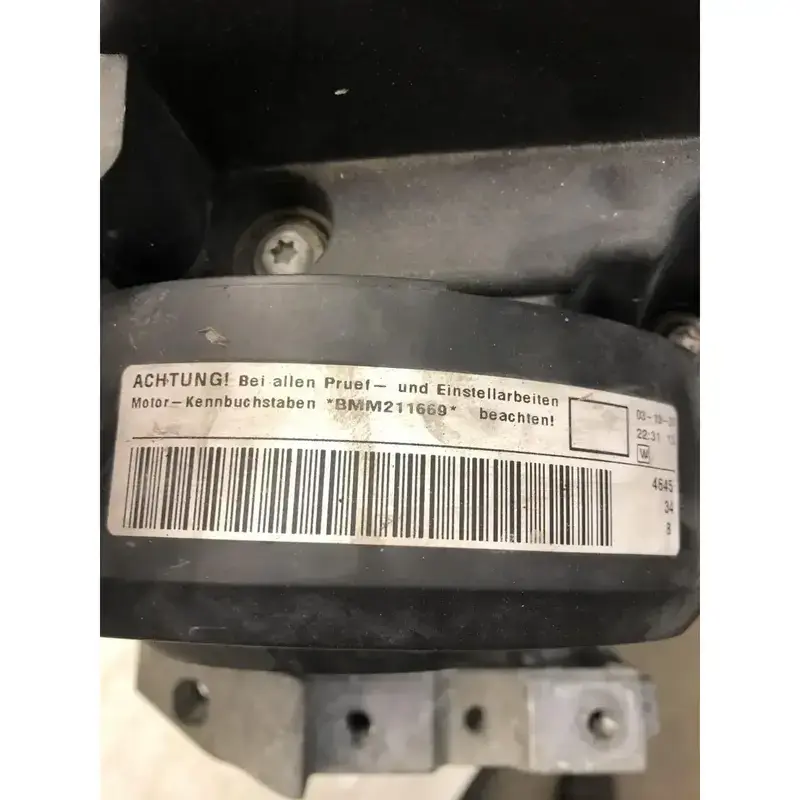 ACHTUNG! Bei allen Pruef- und Einstellarbeiten
Motor-Kennbuchstaben *BMM211669* beachten!
22:31
W
4645
34
8